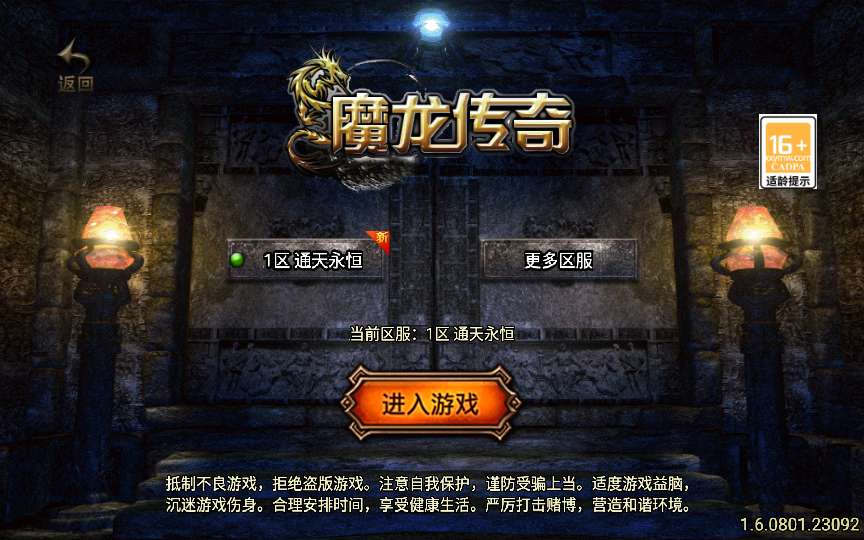 返回
魔龙传奇
16+
CADPA
适龄提示
新
1区 通天永恒
更多区服
当前区服：1区 通天永恒
进入游戏
抵制不良游戏，拒绝盗版游戏。注意自我保护，谨防受骗上当。适度游戏益脑，
沉迷游戏伤身。合理安排时间，享受健康生活。严厉打击赌博，营造和谐环境。
1.6.0801.23092